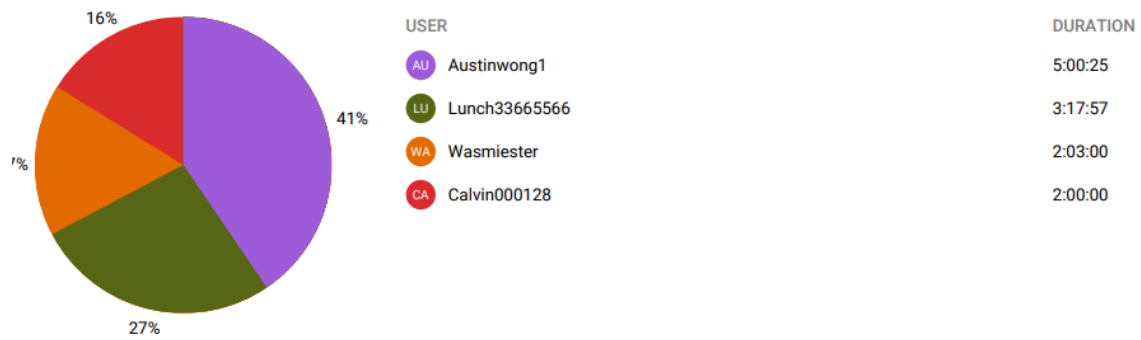 16%
41%
7%
27%
USER DURATION
AU Austinwong1 5:00:25
LU Lunch33665566 3:17:57
WA Wasmiester 2:03:00
CA Calvin000128 2:00:00